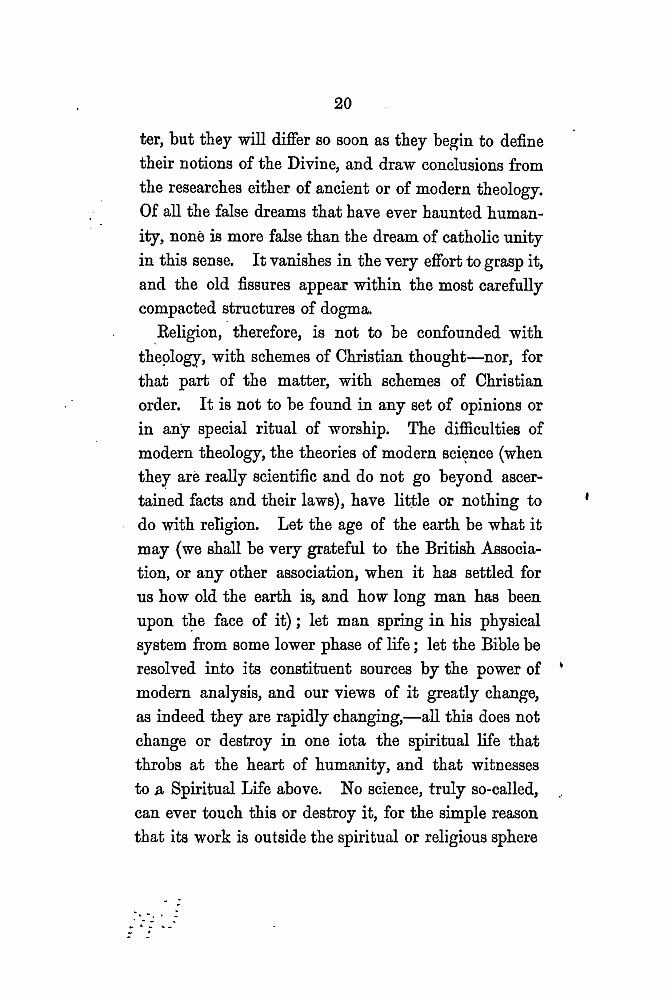 20
ter, but they will differ so soon as they begin to define
their notions of the Divine, and draw conclusions from
the researches either of ancient or of modern theology.
Of all the false dreams that have ever haunted human-
ity, none is more false than the dream of catholic unity
in this sense. It vanishes in the very effort to grasp it,
and the old fissures appear within the most carefully
compacted structures of dogma.
Religion, therefore, is not to be confounded with
theology, with schemes of Christian thought—nor, for
that part of the matter, with schemes of Christian
order. It is not to be found in any set of opinions or
in any special ritual of worship. The difficulties of
modern theology, the theories of modern science (when
they are really scientific and do not go beyond ascer-
tained facts and their laws), have little or nothing to
do with religion. Let the age of the earth be what it
may (we shall be very grateful to the British Associa-
tion, or any other association, when it has settled for
us how old the earth is, and how long man has been
upon the face of it); let man spring in his physical
system from some lower phase of life; let the Bible be
resolved into its constituent sources by the power of
modern analysis, and our views of it greatly change,
as indeed they are rapidly changing,—all this does not
change or destroy in one iota the spiritual life that
throbs at the heart of humanity, and that witnesses
to a Spiritual Life above. No science, truly so-called,
can ever touch this or destroy it, for the simple reason
that its work is outside the spiritual or religious sphere